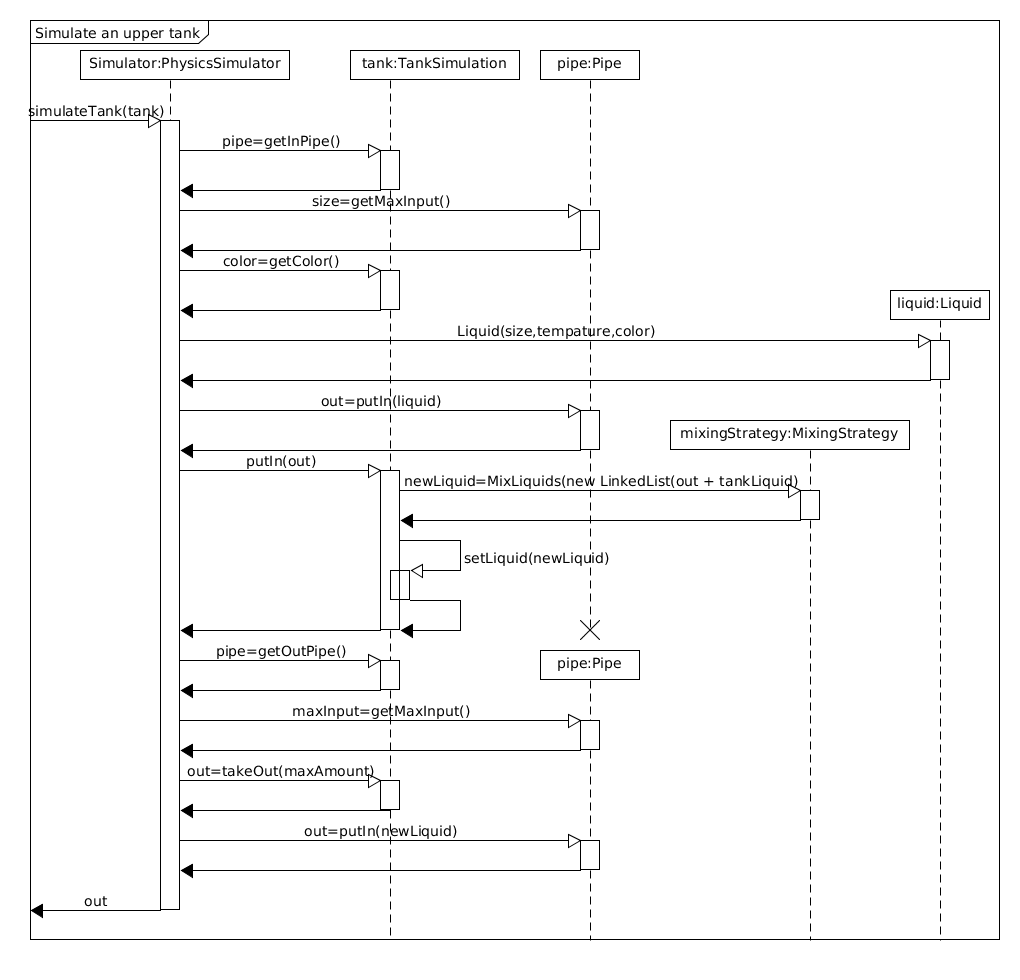 Simulate an upper tank
Simulator:PhysicsSimulator
tank:TankSimulation
pipe:Pipe
simulateTank(tank)
pipe=getInPipe()
size=getMaxInput()
color=getColor()
liquid:Liquid
Liquid(size,tempature,color)
out=putIn(liquid)
mixingStrategy:MixingStrategy
putIn(out)
newLiquid=MixLiquids(new LinkedList(out + tankLiquid)
setLiquid(newLiquid)
pipe=getOutPipe()
pipe:Pipe
maxInput=getMaxInput()
out=takeOut(maxAmount)
out=putIn(newLiquid)
out